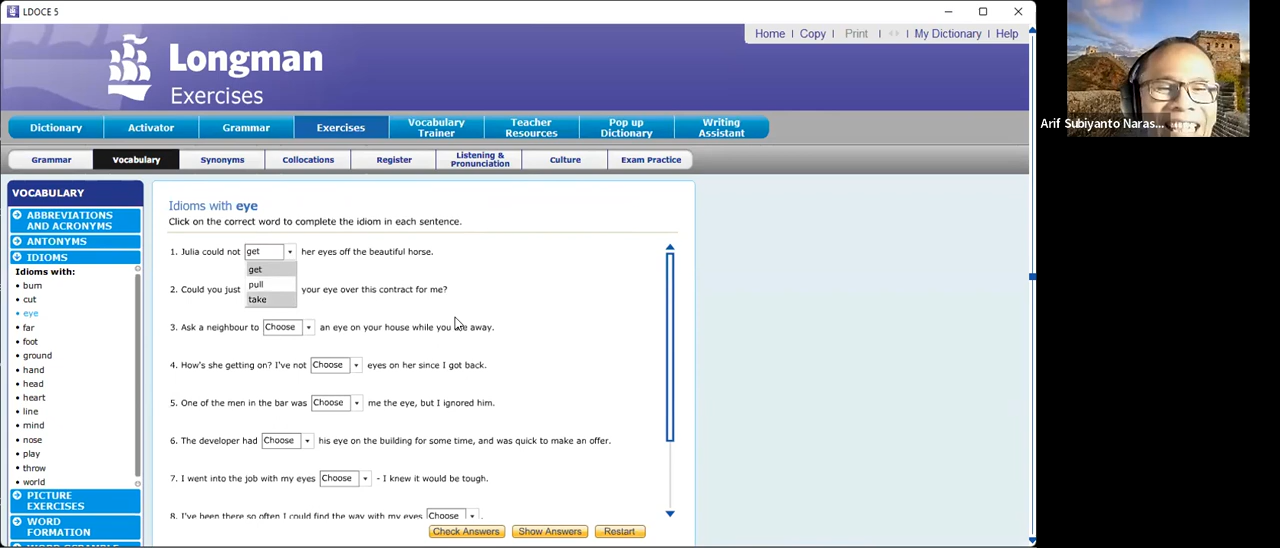 LDOCE 5
Home | Copy | Print | | My Dictionary | Help
Longman
Exercises
Dictionary
Activator
Grammar
Exercises
Vocabulary
Trainer
Teacher
Resources
Pop up
Dictionary
Writing
Assistant
Grammar
Vocabulary
Synonyms
Collocations
Register
Listening &
Pronunciation
Culture
Exam Practice
VOCABULARY
ABBREVIATIONS
AND ACRONYMS
ANTONYMS
IDIOMS
Idioms with:
• burn
• cut
• eye
• far
• foot
• ground
• hand
• head
• heart
• line
• mind
• nose
• play
• throw
• world
PICTURE
EXERCISES
WORD
FORMATION
WORD SCRAMBLE
Idioms with eye
Click on the correct word to complete the idiom in each sentence.
1. Julia could not get her eyes off the beautiful horse.
get
pull
take
2. Could you just your eye over this contract for me?
3. Ask a neighbour to Choose an eye on your house while you away.
4. How's she getting on? I've not Choose eyes on her since I got back.
5. One of the men in the bar was Choose me the eye, but I ignored him.
6. The developer had Choose his eye on the building for some time, and was quick to make an offer.
7. I went into the job with my eyes Choose - I knew it would be tough.
8. I've been there so often I could find the way with my eyes Choose .
Check Answers
Show Answers
Restart
Arif Subiyanto Naras...